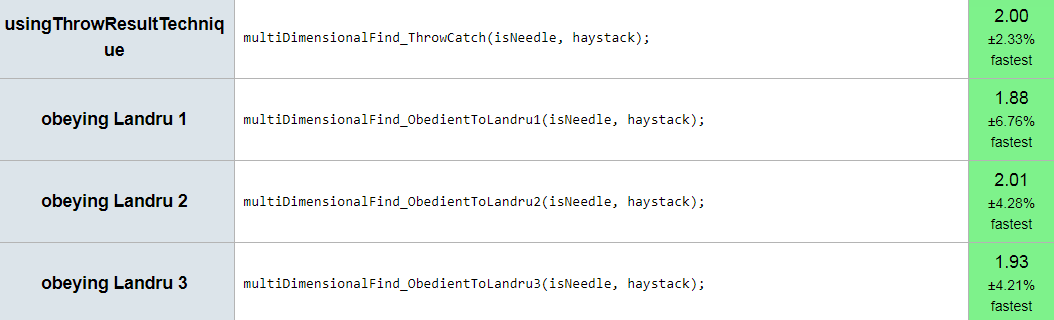 usingThrowResultTechniq
ue
multiDimensionalFind_ThrowCatch(isNeedle, haystack);
2.00
±2.33%
fastest
obeying Landru 1
multiDimensionalFind_ObedientToLandru1(isNeedle, haystack);
1.88
±6.76%
fastest
obeying Landru 2
multiDimensionalFind_ObedientToLandru2(isNeedle, haystack);
2.01
±4.28%
fastest
obeying Landru 3
multiDimensionalFind_ObedientToLandru3(isNeedle, haystack);
1.93
±4.21%
fastest